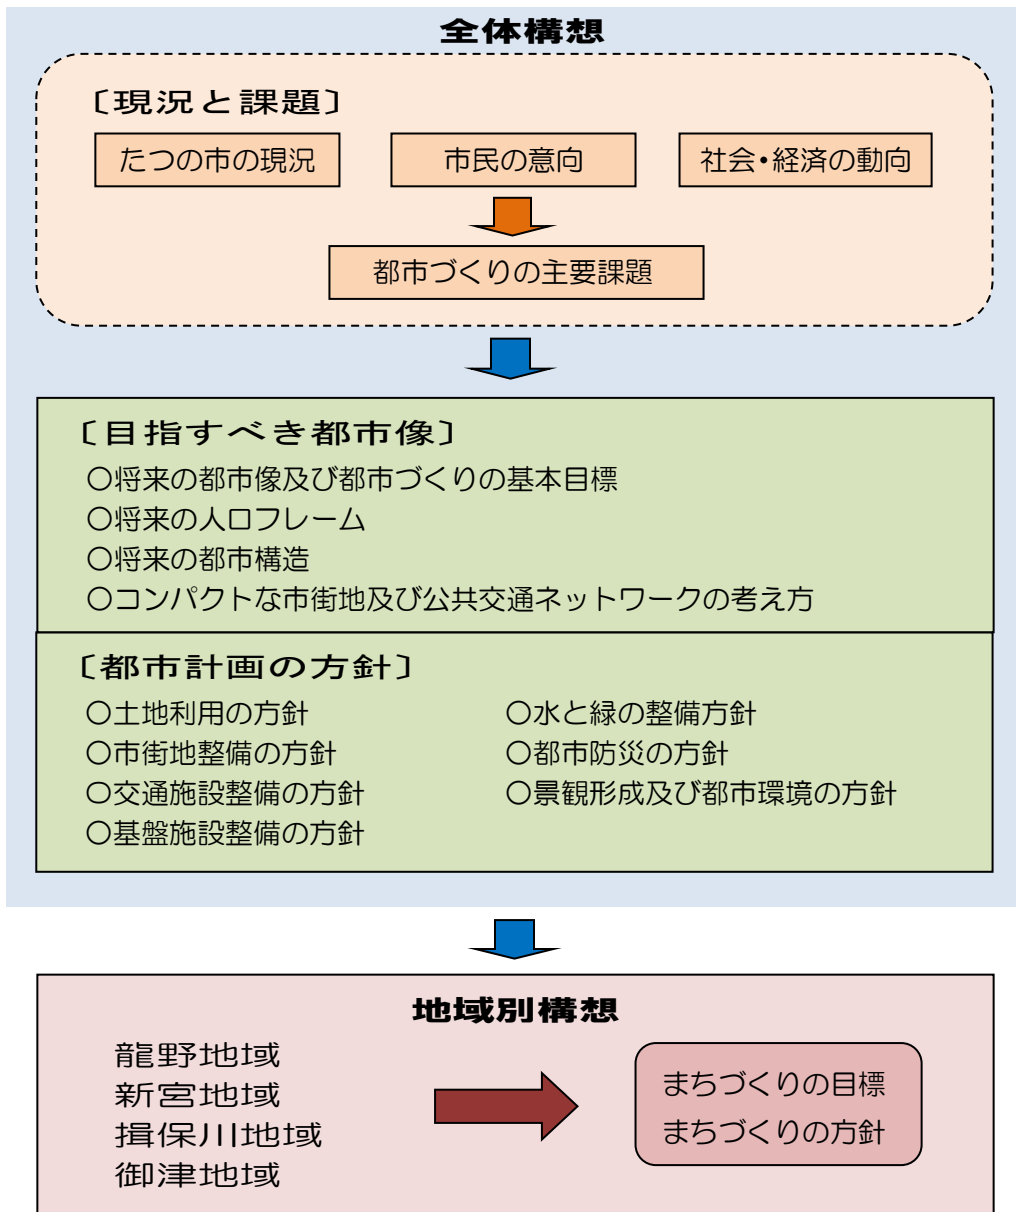 全体構想
〔現況と課題〕
たつの市の現況
市民の意向
社会・経済の動向
都市づくりの主要課題
〔目指すべき都市像〕
〇将来の都市像及び都市づくりの基本目標
〇将来の人口フレーム
〇将来の都市構造
〇コンパクトな市街地及び公共交通ネットワークの考え方
〔都市計画の方針〕
〇土地利用の方針
〇市街地整備の方針
〇交通施設整備の方針
〇基盤施設整備の方針
〇水と緑の整備方針
〇都市防災の方針
〇景観形成及び都市環境の方針
地域別構想
龍野地域
新宮地域
揖保川地域
御津地域
まちづくりの目標
まちづくりの方針